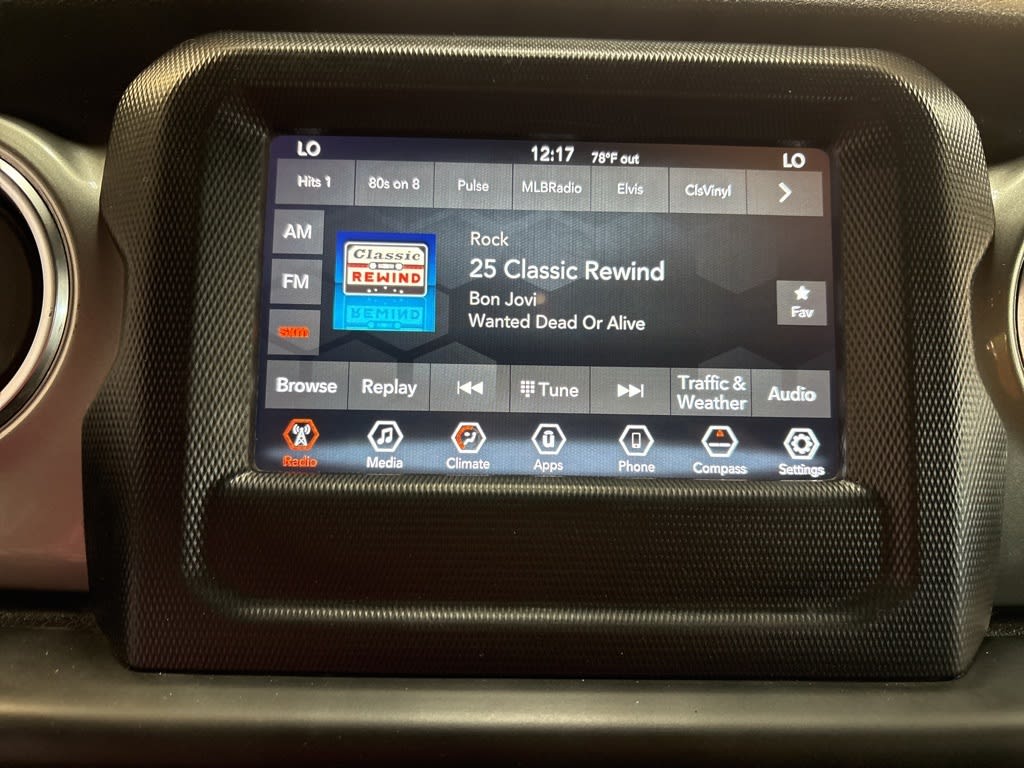 LO 12:17 78°F out LO
Hits 1 80s on 8 Pulse MLBRadio Elvis ClsVinyl
AM
FM
sxm
Classic
REWIND
Rock
25 Classic Rewind
Bon Jovi
Wanted Dead Or Alive
Fav
Browse Replay Tune Traffic &
Weather Audio
Radio Media Climate Apps Phone Compass Settings